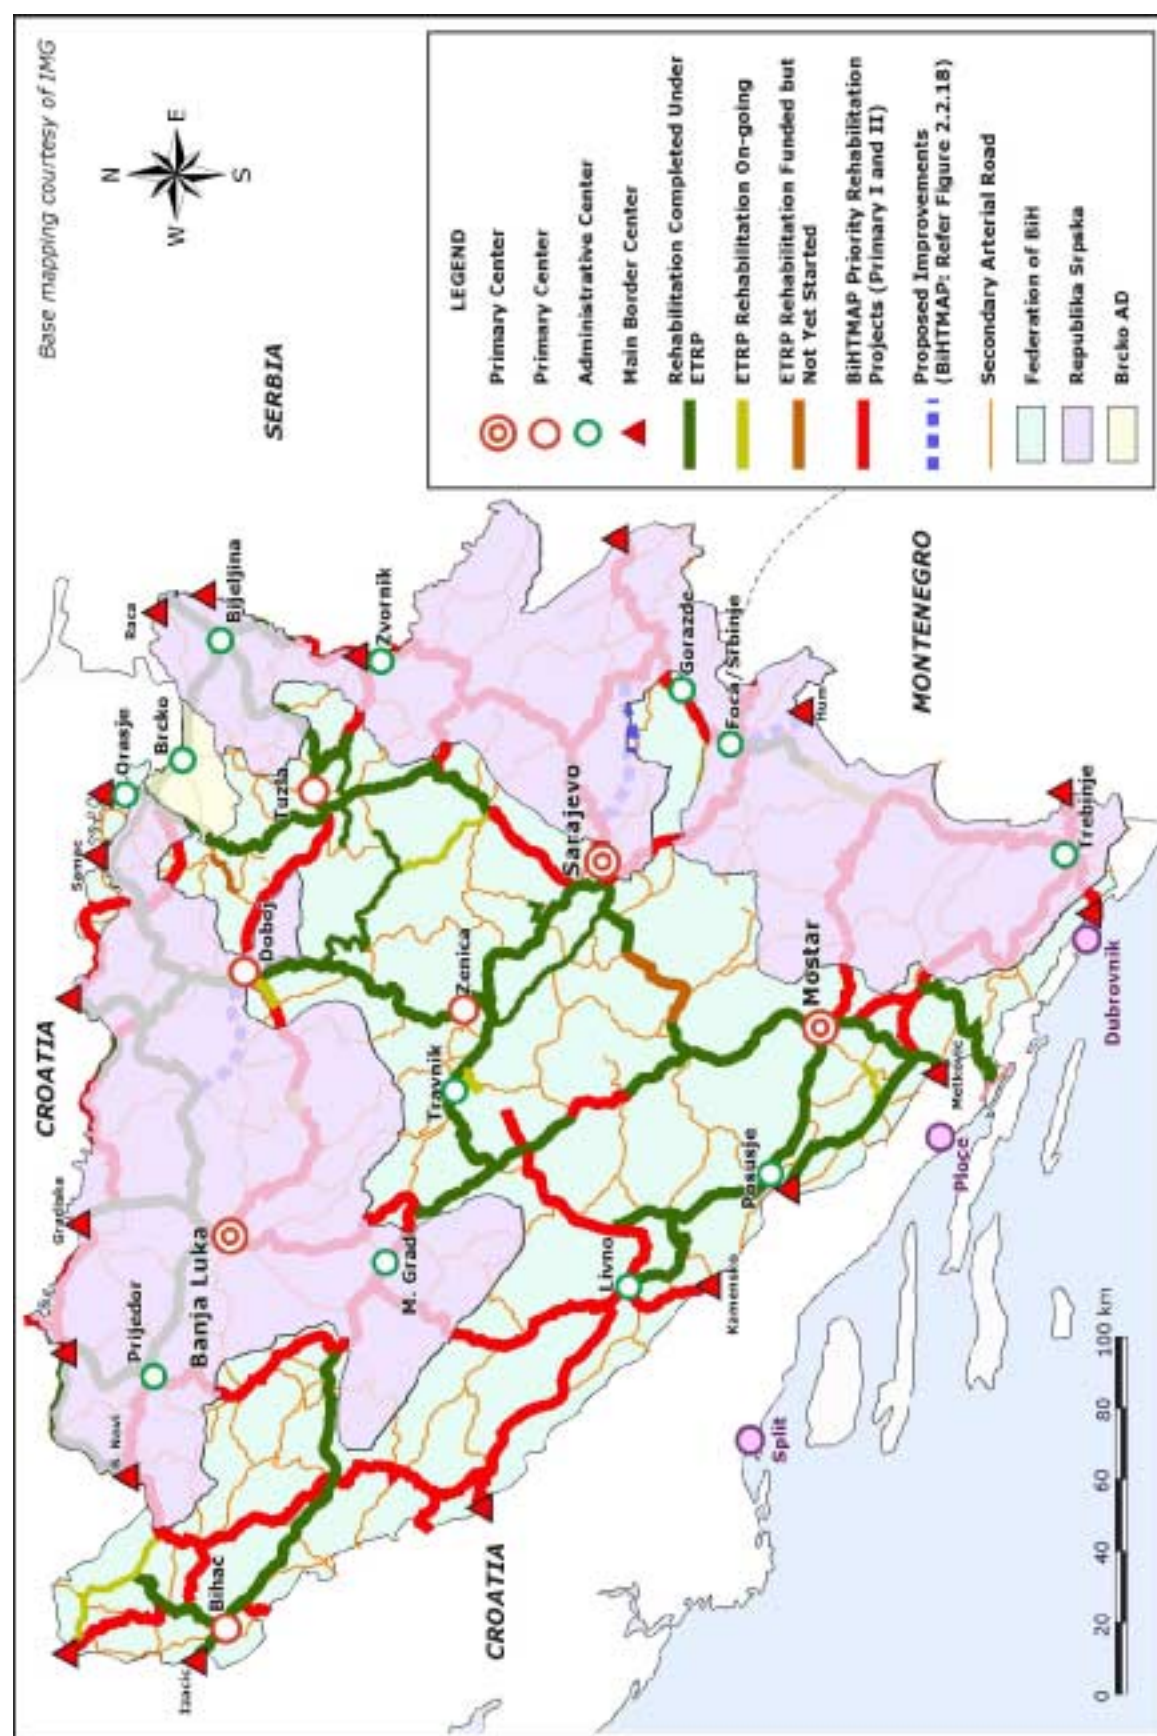 Base mapping courtesy of IMG
N
W
E
S
LEGEND
Primary Center
Primary Center
Administrative Center
Main Border Center
Rehabilitation Completed Under
ETRP
ETRP Rehabilitation On-going
ETRP Rehabilitation Funded but
Not Yet Started
BiHTMAP Priority Rehabilitation
Projects (Primary I and II)
Proposed Improvements
(BiHTMAP: Refer Figure 2.2.18)
Secondary Arterial Road
Federation of BiH
Republika Srpska
Brcko AD
CROATIA
SERBIA
MONTENEGRO
CROATIA
Izacic
Bihac
B. Novi
Prijedor
Gradiska
Banja Luka
M. Grad
Doboj
Samac
Orasje
Brcko
Raca
Bijeljina
Tuzla
Zvornik
Zenica
Travnik
Sarajevo
Gorazde
Foca/Srbinje
Hum
Livno
Kamensko
Posusje
Mostar
Metkovic
Trebinje
Split
Ploce
Dubrovnik
0
20
40
60
80
100 km